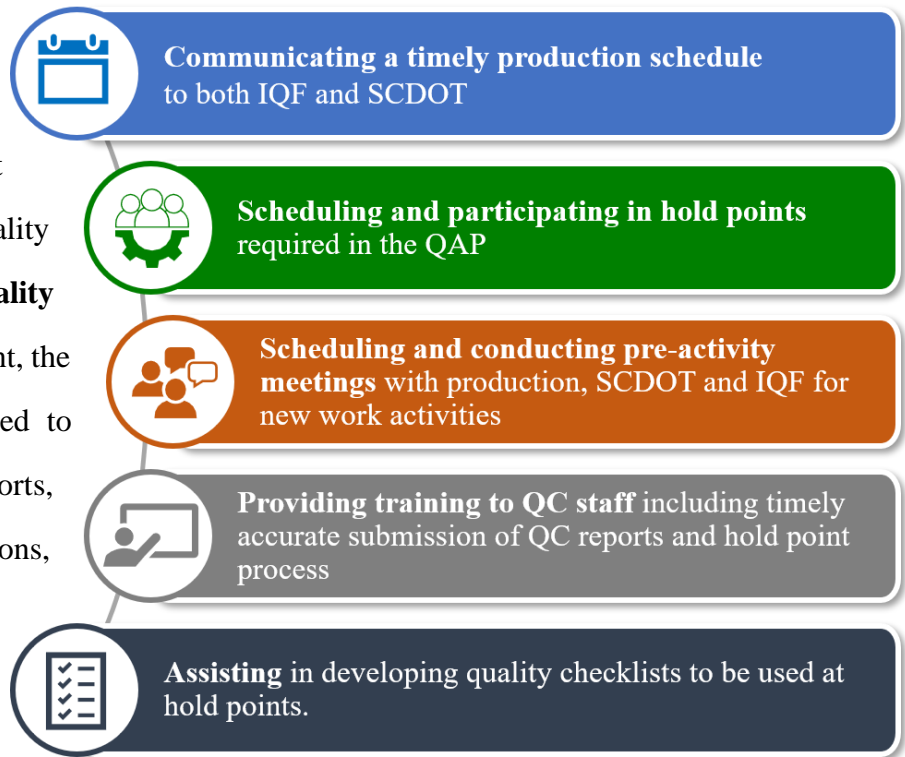 Communicating a timely production schedule
to both IQF and SCDOT
Scheduling and participating in hold points
required in the QAP
Scheduling and conducting pre-activity
meetings with production, SCDOT and IQF for
new work activities
Providing training to QC staff including timely
accurate submission of QC reports and hold point
process
Assisting in developing quality checklists to be used at
hold points.
t
ality
ality
nt, the
ed to
orts,
ons,